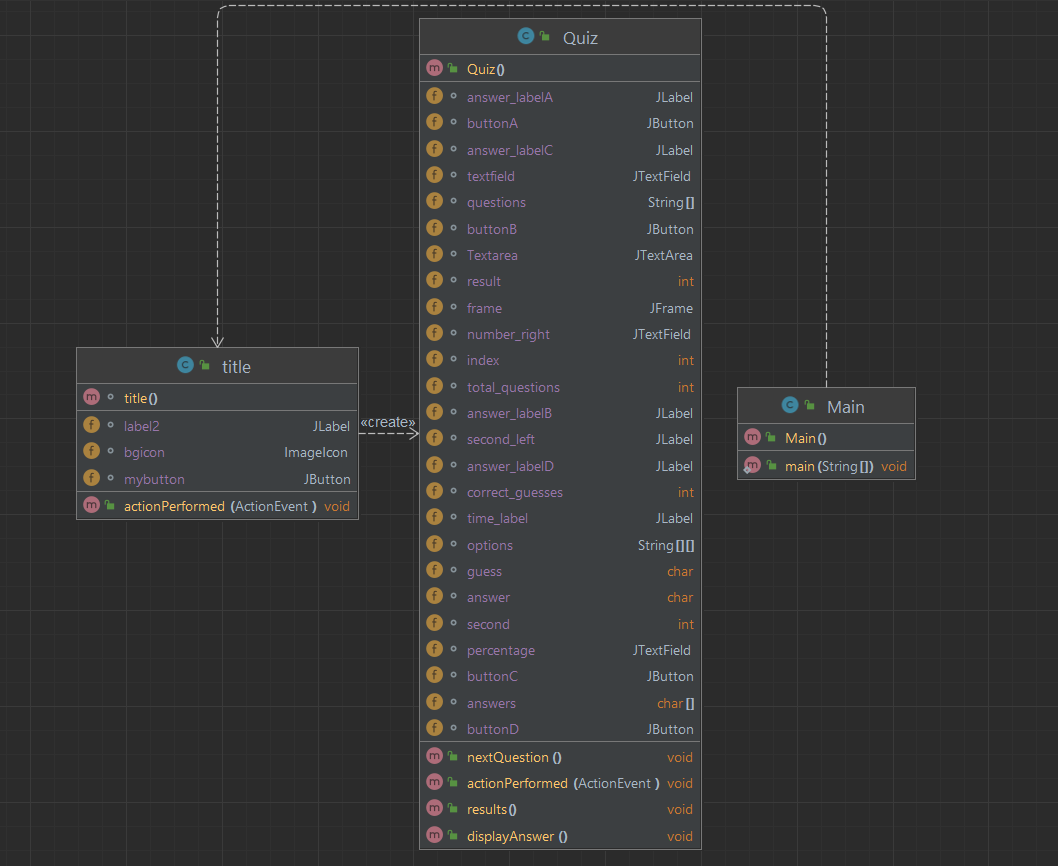 Quiz
Quiz()
answer_labelA JLabel
buttonA JButton
answer_labelC JLabel
textfield JTextField
questions String[]
buttonB JButton
Textarea JTextArea
result int
frame JFrame
number_right JTextField
index int
total_questions int
answer_labelB JLabel
second_left JLabel
answer_labelD JLabel
correct_guesses int
time_label JLabel
options String[][]
guess char
answer char
second int
percentage JTextField
buttonC JButton
answers char[]
buttonD JButton
nextQuestion () void
actionPerformed (ActionEvent ) void
results() void
displayAnswer () void
title
title()
label2 JLabel
bgicon ImageIcon
mybutton JButton
actionPerformed (ActionEvent ) void
«create»
Main
Main()
main(String[]) void